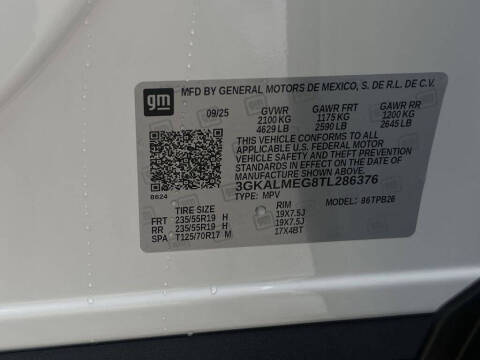 gm
MFD BY GENERAL MOTORS DE MEXICO, S. DE R.L. DE C.V.
09/25 GVWR GAWR FRT GAWR RR
2100 KG 1175 KG 1200 KG
4629 LB 2590 LB 2645 LB
THIS VEHICLE CONFORMS TO ALL
APPLICABLE U.S. FEDERAL MOTOR
VEHICLE SAFETY AND THEFT PREVENTION
STANDARDS IN EFFECT ON THE DATE OF
MANUFACTURE SHOWN ABOVE.
3GKALMEG8TL286376
8624 TYPE: MPV MODEL: 86TPB26
TIRE SIZE RIM
FRT 235/55R19 H 19X7.5J
RR 235/55R19 H 19X7.5J
SPA T125/70R17 M 17X4BT